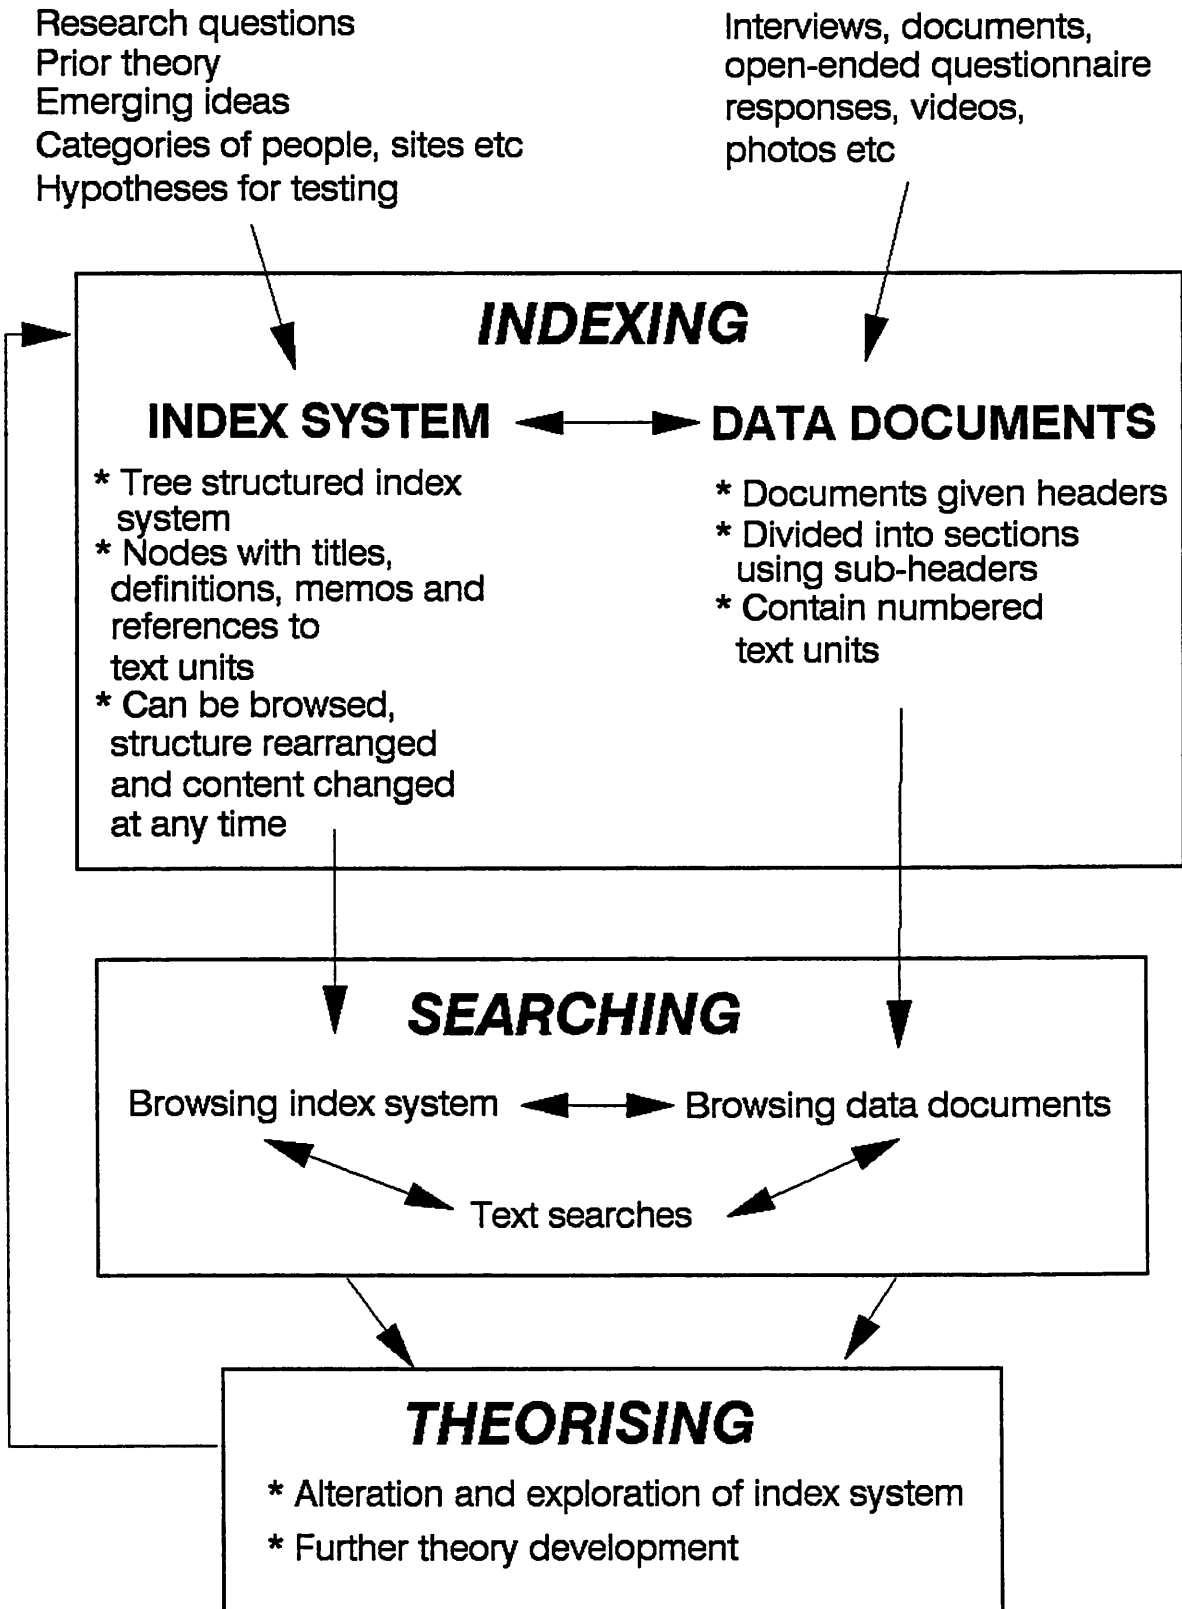 Research questions
Prior theory
Emerging ideas
Categories of people, sites etc
Hypotheses for testing
Interviews, documents,
open-ended questionnaire
responses, videos,
photos etc
INDEXING
INDEX SYSTEM
* Tree structured index
system
* Nodes with titles,
definitions, memos and
references to
text units
* Can be browsed,
structure rearranged
and content changed
at any time
DATA DOCUMENTS
* Documents given headers
* Divided into sections
using sub-headers
* Contain numbered
text units
SEARCHING
Browsing index system
Browsing data documents
Text searches
THEORISING
* Alteration and exploration of index system
* Further theory development